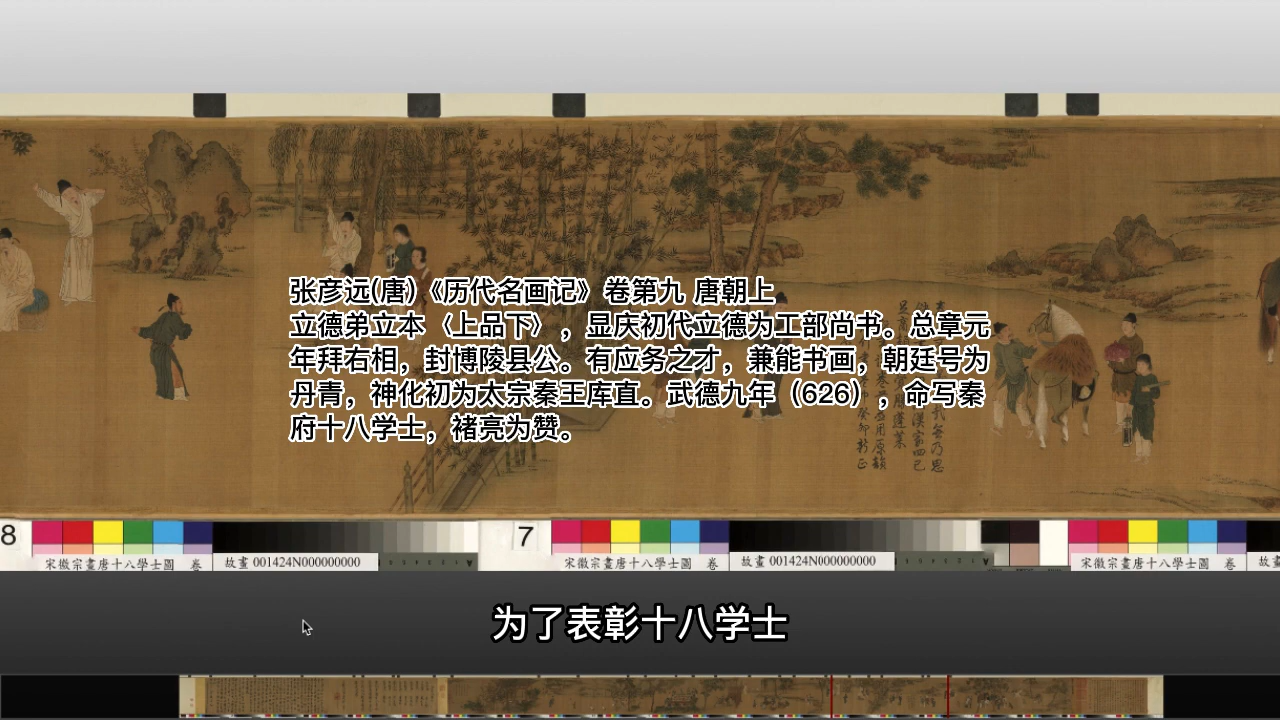 张彦远(唐)《历代名画记》卷第九 唐朝上
立德弟立本〈上品下〉，显庆初代立德为工部尚书。总章元
年拜右相，封博陵县公。有应务之才，兼能书画，朝廷号为
丹青，神化初为太宗秦王库直。武德九年（626），命写秦
府十八学士，褚亮为赞。
8
7
宋徽宗畫唐十八學士圖 卷
故畫 001424N000000000
宋徽宗畫唐十八學士圖 卷
故畫 001424N000000000
宋徽宗畫唐十八學士圖 卷
故畫
为了表彰十八学士